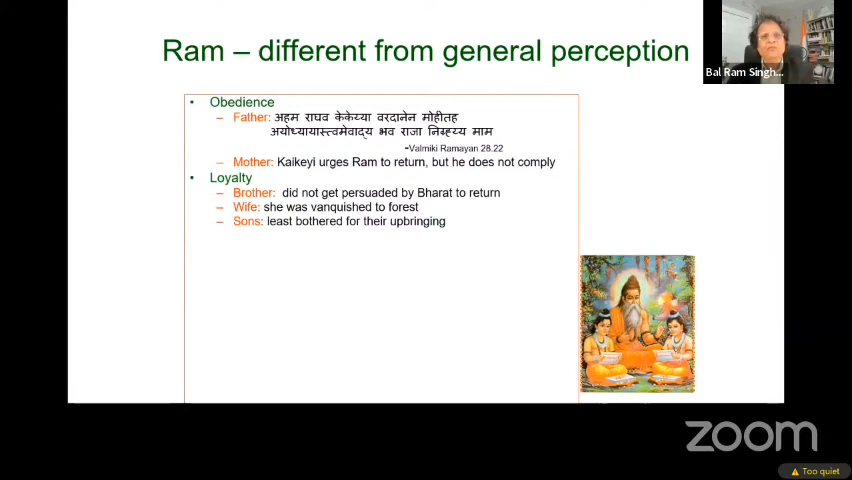 Ram – different from general perception
Bal Ram Singh...
• Obedience
– Father: अहम राघव केकेय्या वरदानेन मोहीतह
अयोध्यायास्त्वमेवाद्य भव राजा निग्रह्य्य माम
-Valmiki Ramayan 28.22
– Mother: Kaikeyi urges Ram to return, but he does not comply
• Loyalty
– Brother: did not get persuaded by Bharat to return
– Wife: she was vanquished to forest
– Sons: least bothered for their upbringing
zoom
Too quiet